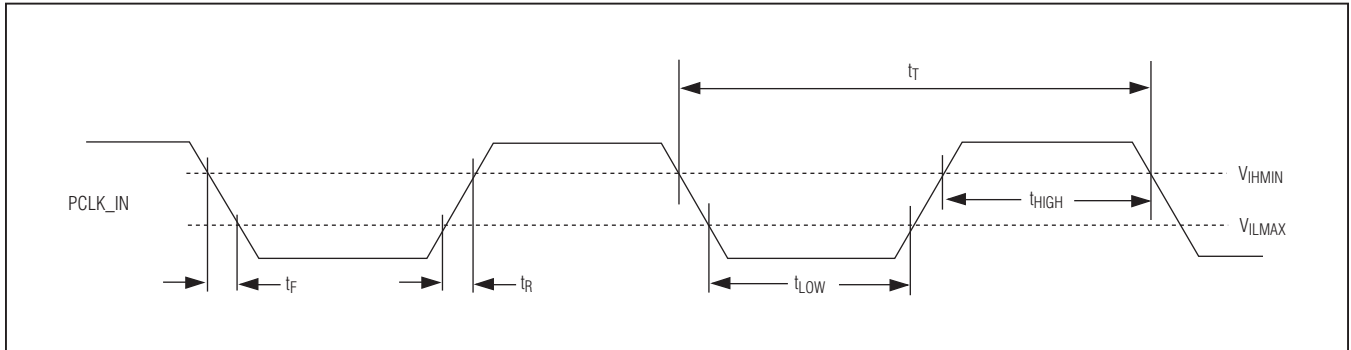 tT
VIHMIN
PCLK_IN
tHIGH
VILMAX
tF
tR
tLOW